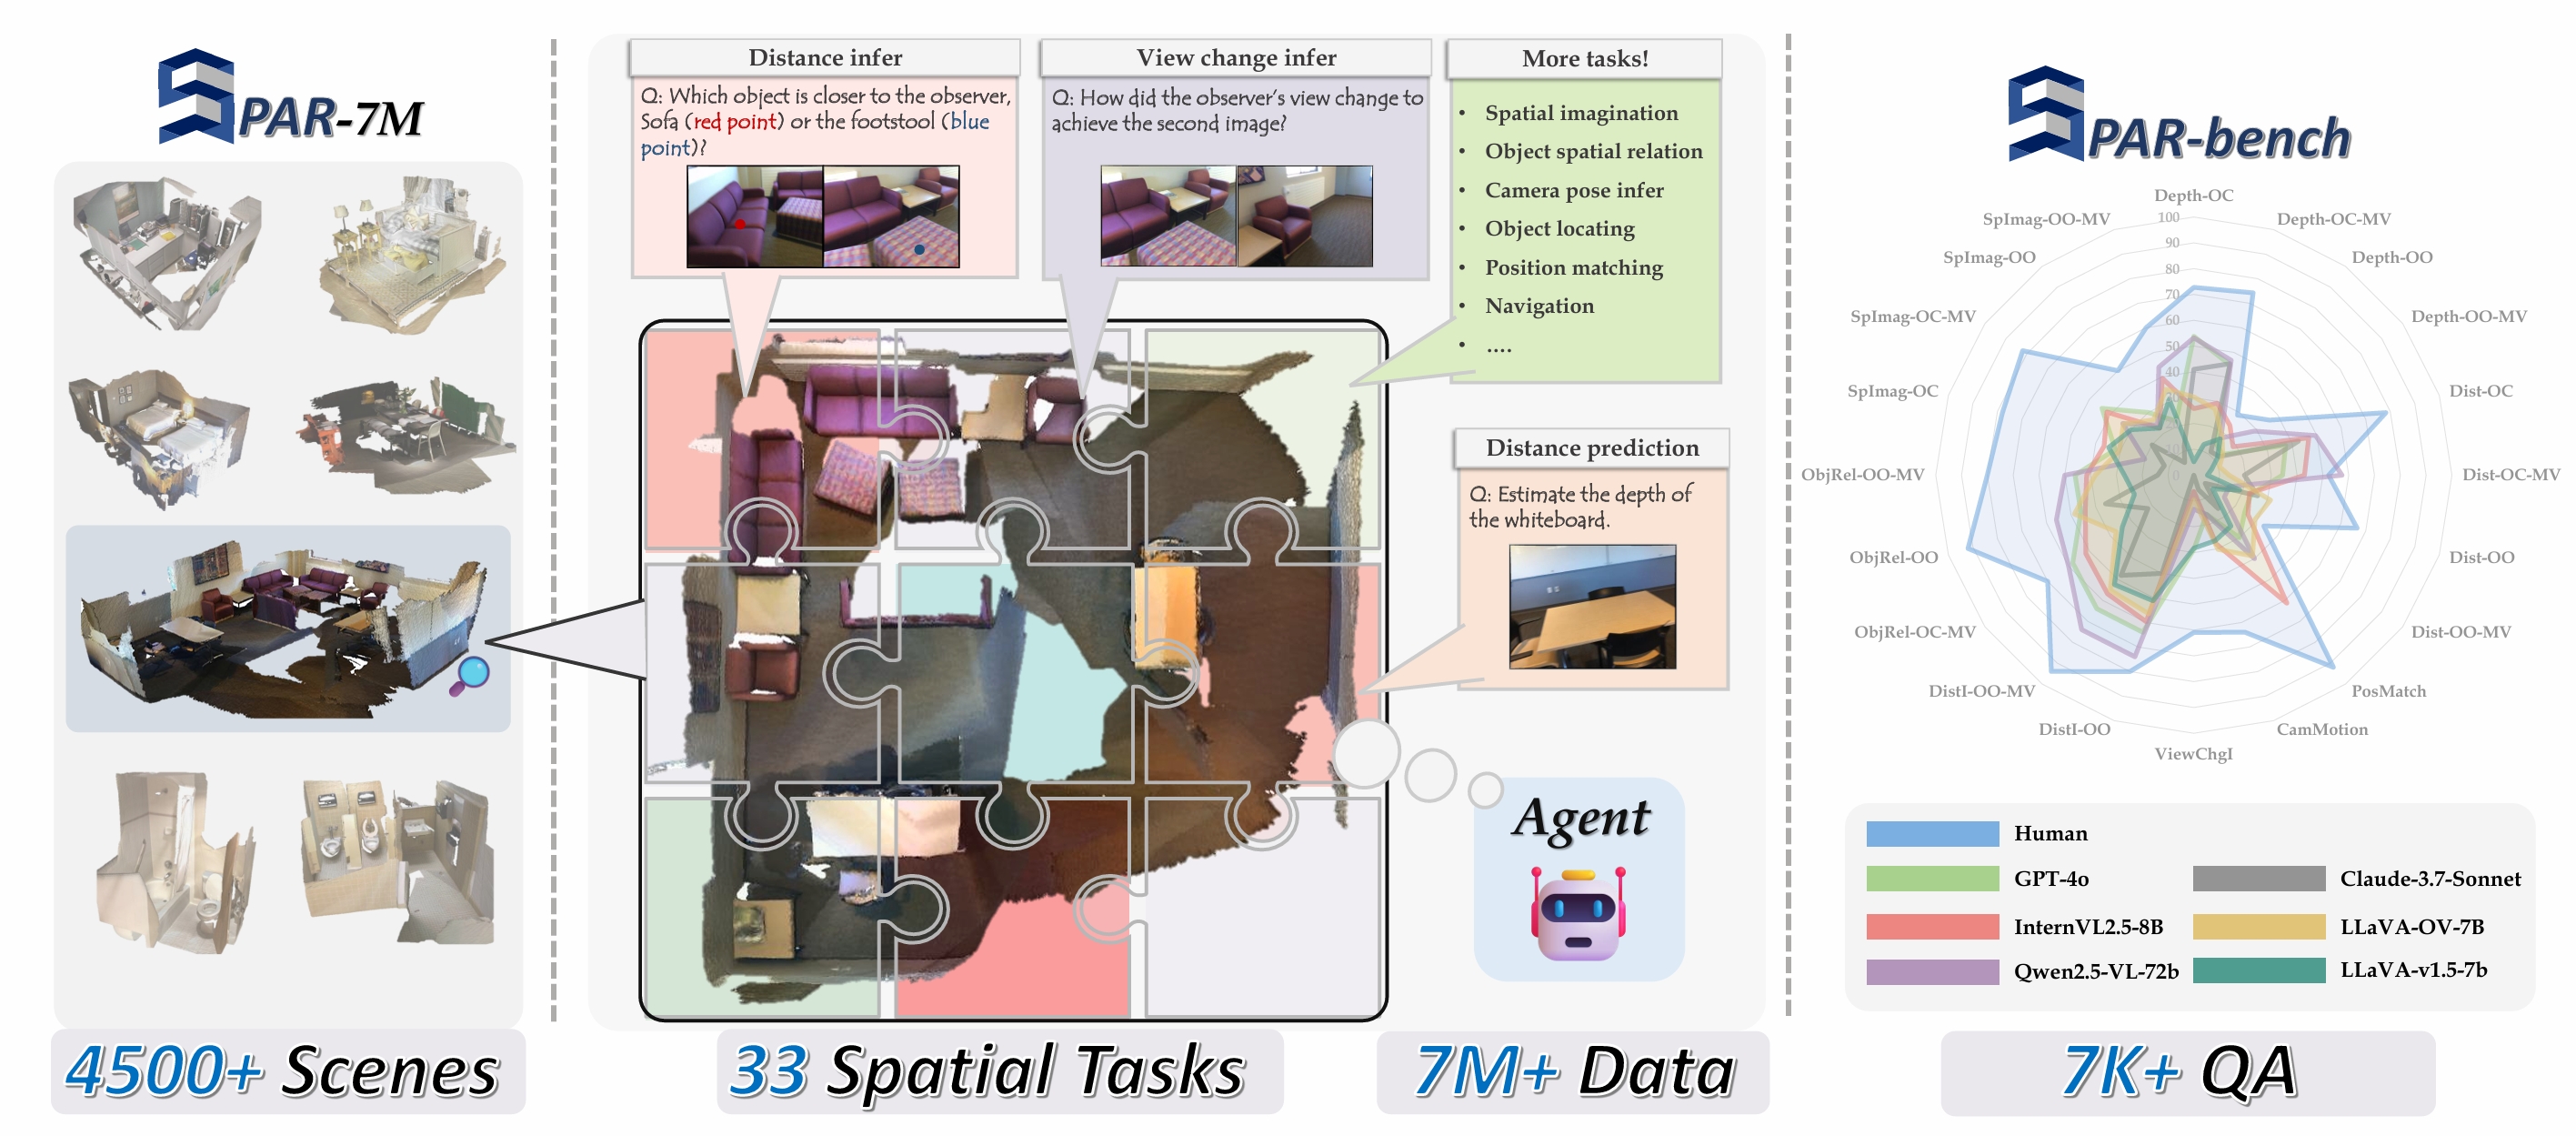 SPAR-7M
Distance infer
Q: Which object is closer to the observer,
Sofa (red point) or the footstool (blue
point)?
View change infer
Q: How did the observer's view change to
achieve the second image?
More tasks!
• Spatial imagination
• Object spatial relation
• Camera pose infer
• Object locating
• Position matching
• Navigation
• ....
Distance prediction
Q: Estimate the depth of
the whiteboard.
Agent
SPAR-bench
Depth-OC
Depth-OC-MV
Depth-OO
Depth-OO-MV
Dist-OC
Dist-OC-MV
Dist-OO
Dist-OO-MV
PosMatch
CamMotion
ViewChgI
DistI-OO
DistI-OO-MV
ObjRel-OC-MV
ObjRel-OO
ObjRel-OO-MV
SpImag-OC
SpImag-OC-MV
SpImag-OO
SpImag-OO-MV
100
90
80
70
60
50
40
0
Human
GPT-4o
Claude-3.7-Sonnet
InternVL2.5-8B
LLaVA-OV-7B
Qwen2.5-VL-72b
LLaVA-v1.5-7b
4500+ Scenes
33 Spatial Tasks
7M+ Data
7K+ QA